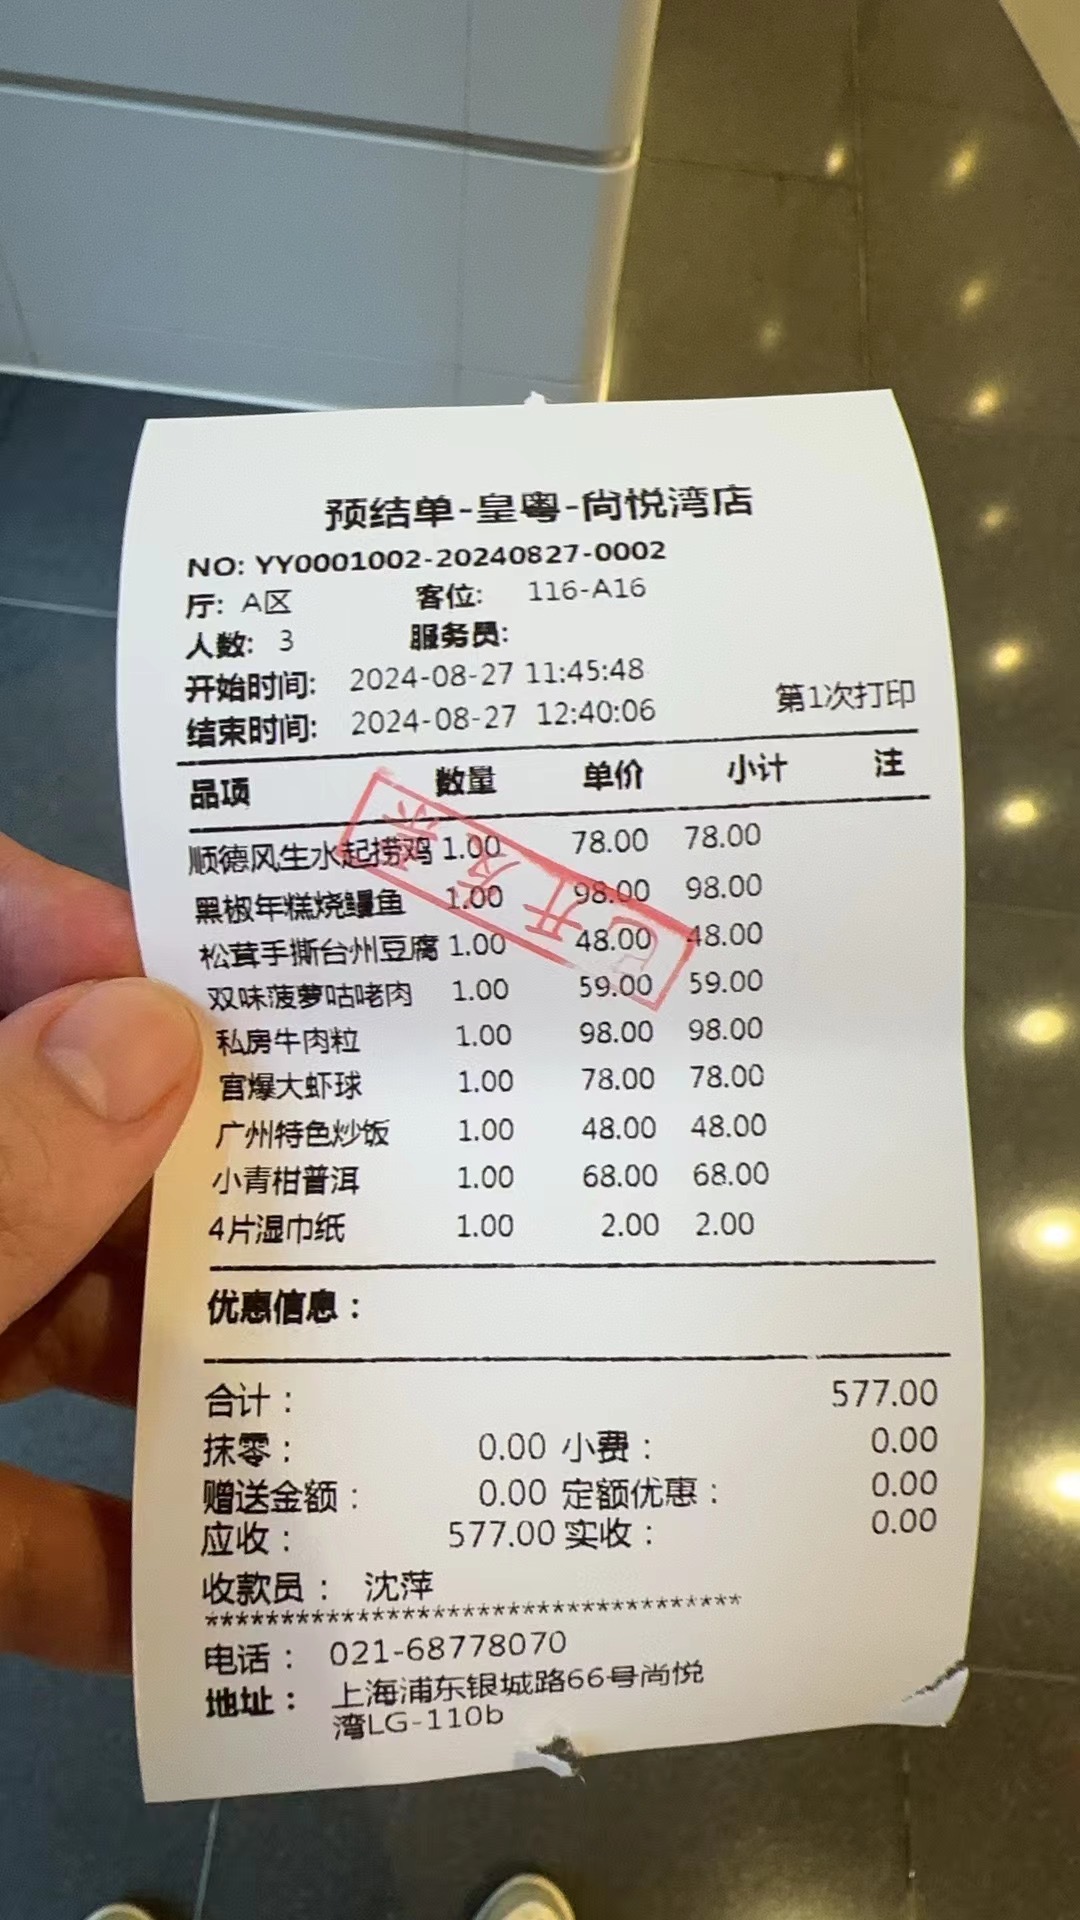 预结单-皇粤-尚悦湾店
NO: YY0001002-20240827-0002
厅: A区 客位: 116-A16
人数: 3 服务员:
开始时间: 2024-08-27 11:45:48
结束时间: 2024-08-27 12:40:06 第1次打印
品项 数量 单价 小计 注
顺德风生水起捞鸡 1.00 78.00 78.00
黑椒年糕烧鳗鱼 1.00 98.00 98.00
松茸手撕台州豆腐 1.00 48.00 48.00
双味菠萝咕咾肉 1.00 59.00 59.00
私房牛肉粒 1.00 98.00 98.00
宫爆大虾球 1.00 78.00 78.00
广州特色炒饭 1.00 48.00 48.00
小青柑普洱 1.00 68.00 68.00
4片湿巾纸 1.00 2.00 2.00
已开发票
优惠信息：
合计： 577.00
抹零： 0.00 小费： 0.00
赠送金额： 0.00 定额优惠： 0.00
应收： 577.00 实收： 0.00
收款员： 沈萍
************************************
电话： 021-68778070
地址： 上海浦东银城路66号尚悦
湾LG-110b